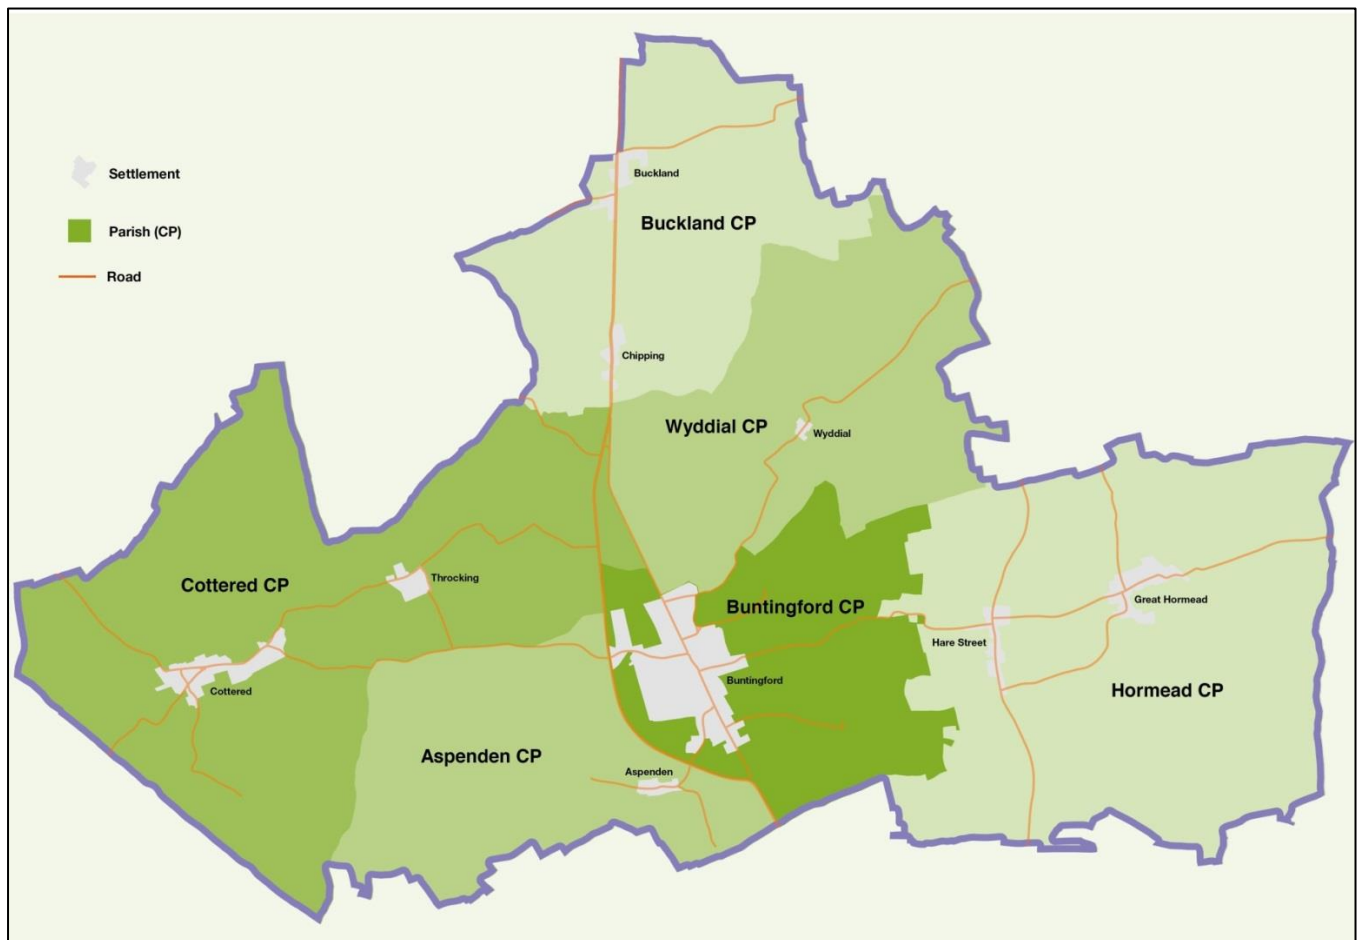 Settlement
Parish (CP)
Road
Buckland
Buckland CP
Chipping
Wyddial CP
Wyddial
Cottered CP
Throcking
Buntingford CP
Great Hormead
Hare Street
Cottered
Buntingford
Hormead CP
Aspenden CP
Aspenden